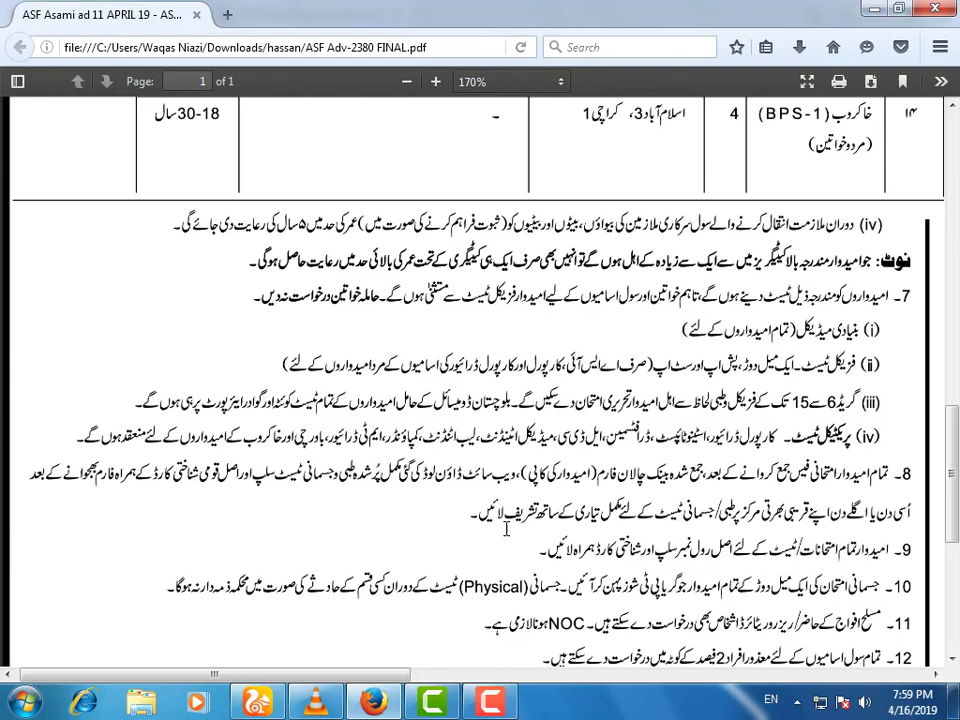 ASF Asami ad 11 APRIL 19 - AS...
file:///C:/Users/Waqas Niazi/Downloads/hassan/ASF Adv-2380 FINAL.pdf
Search
Page: 1 of 1
170%
۱۴ خاکروب (BPS-1) 4 اسلام آباد3، کراچی1 - 18-30سال
(مردوخواتین)
(iv) دوران ملازمت انتقال کرنے والے سول سرکاری ملازمین کی بیواؤں، بیٹوں اور بیٹیوں کو (ثبوت فراہم کرنے کی صورت میں) عمر کی حد میں ۵ سال کی رعایت دی جائے گی۔
نوٹ: جو امیدوار مندرجہ بالا کیٹیگریز میں سے ایک سے زیادہ کے اہل ہوں گے تو انہیں بھی صرف ایک ہی کیٹیگری کے تحت عمر کی بالائی حد میں رعایت حاصل ہوگی۔
7۔ امیدواروں کو مندرجہ ذیل ٹیسٹ دینے ہوں گے، تاہم خواتین اور سول اسامیوں کے لیے امیدوار فزیکل ٹیسٹ سے مستثنیٰ ہوں گے۔ حاملہ خواتین درخواست نہ دیں۔
(i) بنیادی میڈیکل (تمام امیدواروں کے لئے)
(ii) فزیکل ٹیسٹ۔ ایک میل دوڑ، پش اپ اور سٹ اپ (صرف اے ایس آئی، کارپورل اور کارپورل ڈرائیور کی اسامیوں کے مرد امیدواروں کے لئے)
(iii) گریڈ 6 سے 15 تک کے فزیکل و طبی لحاظ سے اہل امیدوار تحریری امتحان دے سکیں گے۔ بلوچستان ڈومیسائل کے حامل امیدواروں کے تمام ٹیسٹ کوئٹہ اور گوادر ایئرپورٹ پر ہی ہوں گے۔
(iv) پریکٹیکل ٹیسٹ۔ کارپورل ڈرائیور، اسٹینوٹائپسٹ، ڈرافٹسمین، ایل ڈی سی، میڈیکل اٹینڈنٹ، لیب اٹنڈنٹ، کمپاؤنڈر، ایم ٹی ڈرائیور، باورچی اور خاکروب کے امیدواروں کے لئے منعقد ہوں گے۔
8۔ تمام امیدوار امتحانی فیس جمع کروانے کے بعد، جمع شدہ بینک چالان فارم (امیدوار کی کاپی)، ویب سائٹ ڈاؤن لوڈ کی گئی مکمل پُر شدہ طبی و جسمانی ٹیسٹ سلپ اور اصل قومی شناختی کارڈ کے ہمراہ فارم بھجوانے کے بعد
اُسی دن یا اگلے دن اپنے قریبی بھرتی مرکز پر طبی/جسمانی ٹیسٹ کے لئے مکمل تیاری کے ساتھ تشریف لائیں۔
9۔ امیدوار تمام امتحانات/ٹیسٹ کے لئے اصل رول نمبر سلپ اور شناختی کارڈ ہمراہ لائیں۔
10۔ جسمانی امتحان کی ایک میل دوڑ کے تمام امیدوار جوگر یا پی ٹی شوز پہن کر آئیں۔ جسمانی (Physical) ٹیسٹ کے دوران کسی قسم کے حادثے کی صورت میں محکمہ ذمہ دار نہ ہوگا۔
11۔ مسلح افواج کے حاضر/ریزرو ریٹائرڈ اشخاص بھی درخواست دے سکتے ہیں۔ NOC ہونا لازمی ہے۔
12۔ تمام سول اسامیوں کے لئے معذور افراد 2 فیصد کے کوٹہ میں درخواست دے سکتے ہیں۔
EN
7:59 PM
4/16/2019